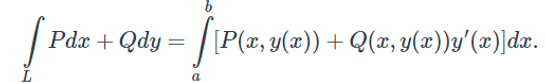 ∫_L Pdx + Qdy = ∫_a^b [P(x, y(x)) + Q(x, y(x))y′(x)]dx.